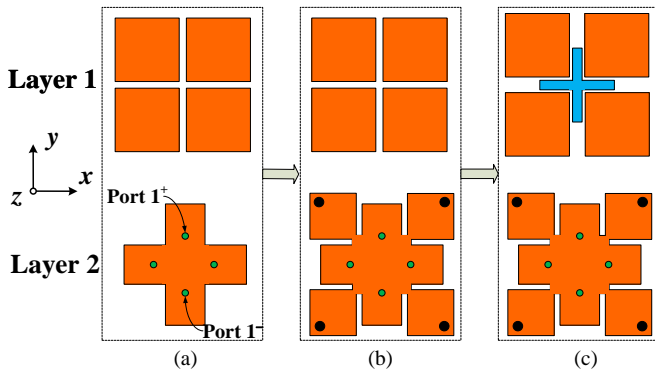 Layer 1
y
z
x
Port 1+
Layer 2
Port 1-
(a)
(b)
(c)